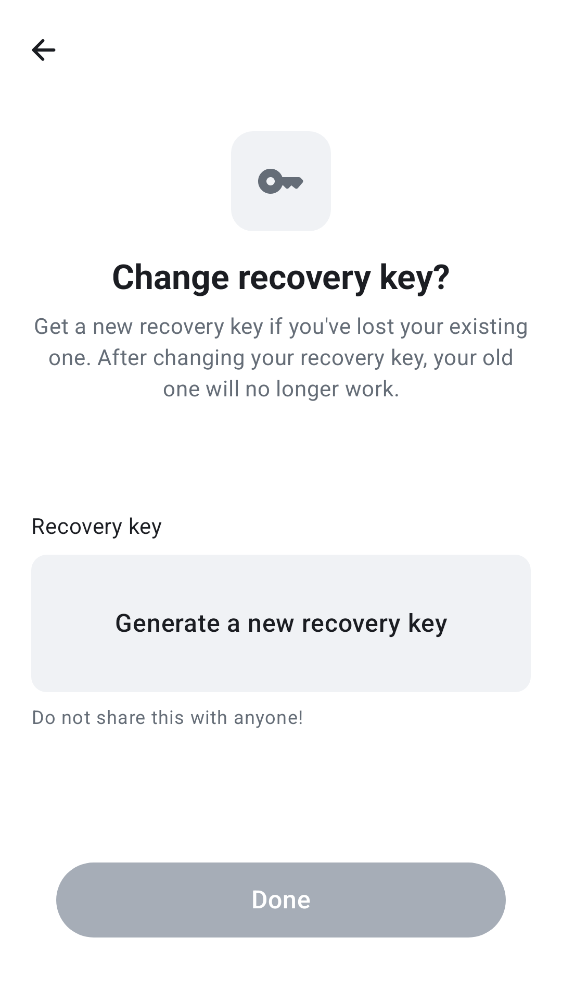 Change recovery key?
Get a new recovery key if you've lost your existing
one. After changing your recovery key, your old
one will no longer work.
Recovery key
Generate a new recovery key
Do not share this with anyone!
Done